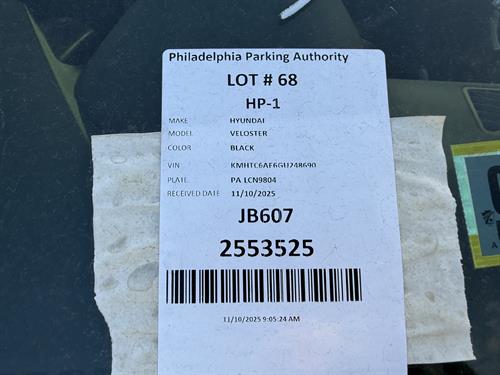 Philadelphia Parking Authority
LOT # 68
HP-1
MAKE HYUNDAI
MODEL VELOSTER
COLOR BLACK
VIN KMHTC6AE6GU248690
PLATE PA LCN9804
RECEIVED DATE 11/10/2025
JB607
2553525
11/10/2025 9:05:24 AM